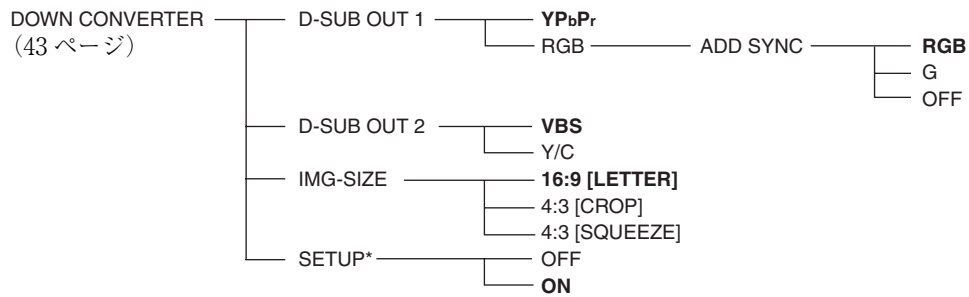 DOWN CONVERTER D-SUB OUT 1 YPbPr
(43 ページ) RGB ADD SYNC RGB
G
OFF
D-SUB OUT 2 VBS
Y/C
IMG-SIZE 16:9 [LETTER]
4:3 [CROP]
4:3 [SQUEEZE]
SETUP* OFF
ON